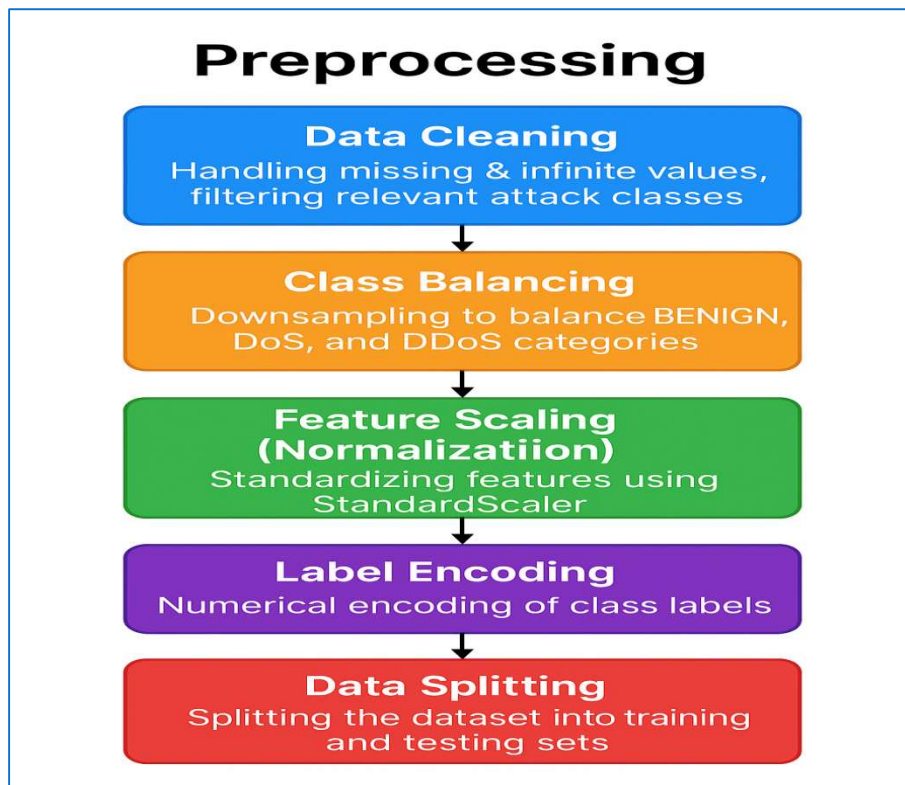 Preprocessing
Data Cleaning
Handling missing & infinite values,
filtering relevant attack classes
Class Balancing
Downsampling to balance BENIGN,
DoS, and DDoS categories
Feature Scaling
(Normalizatiion)
Standardizing features using
StandardScaler
Label Encoding
Numerical encoding of class labels
Data Splitting
Splitting the dataset into training
and testing sets